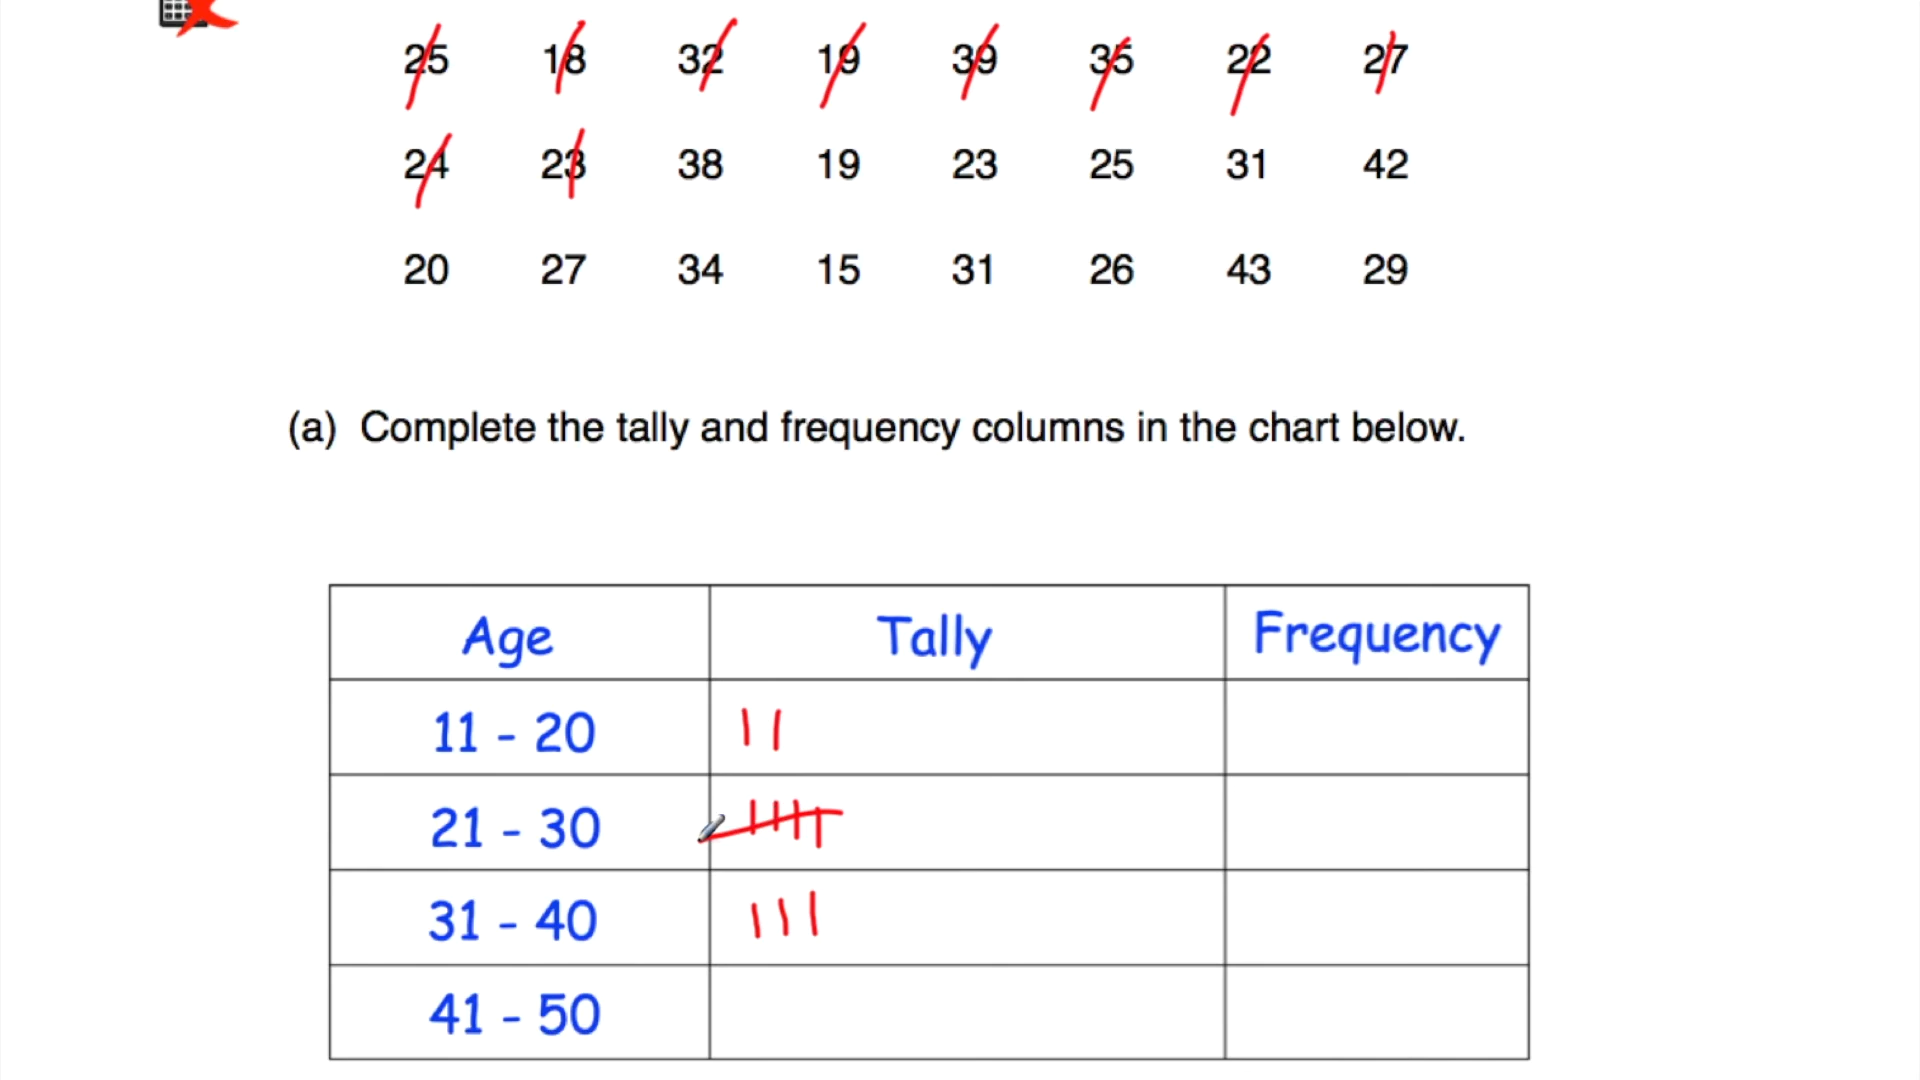 25 18 32 19 39 35 22 27
24 23 38 19 23 25 31 42
20 27 34 15 31 26 43 29
(a) Complete the tally and frequency columns in the chart below.
Age Tally Frequency
11 - 20
21 - 30
31 - 40
41 - 50